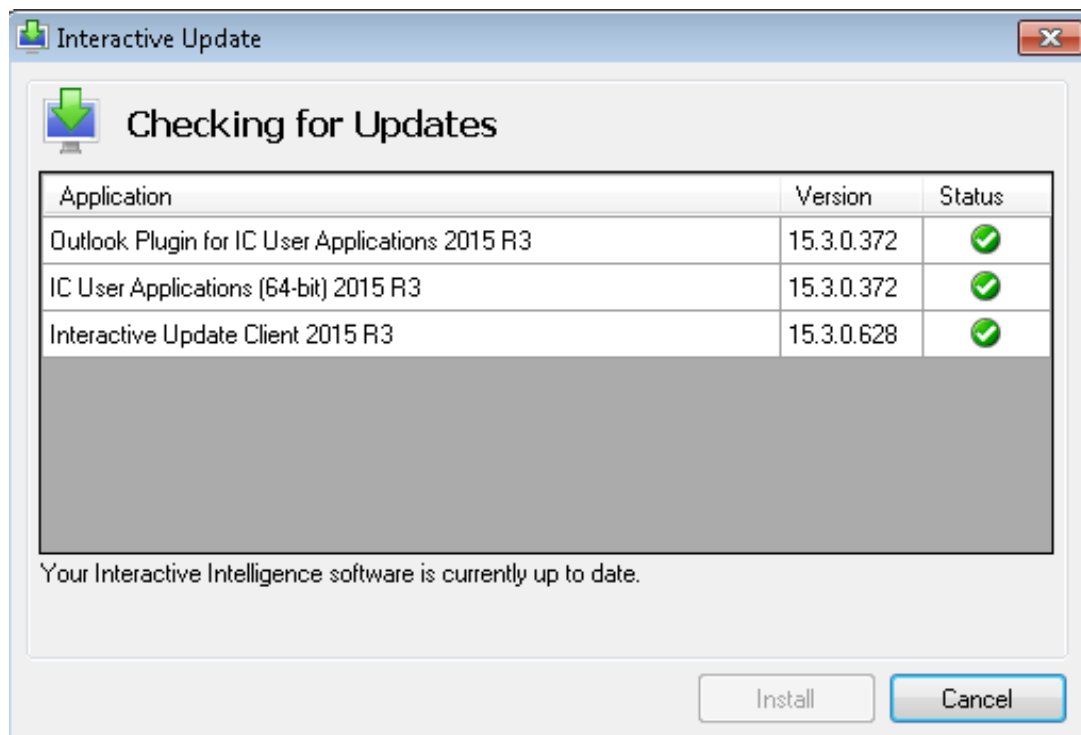 Interactive Update
Checking for Updates
Application Version Status
Outlook Plugin for IC User Applications 2015 R3 15.3.0.372
IC User Applications (64-bit) 2015 R3 15.3.0.372
Interactive Update Client 2015 R3 15.3.0.628
Your Interactive Intelligence software is currently up to date.
Install Cancel